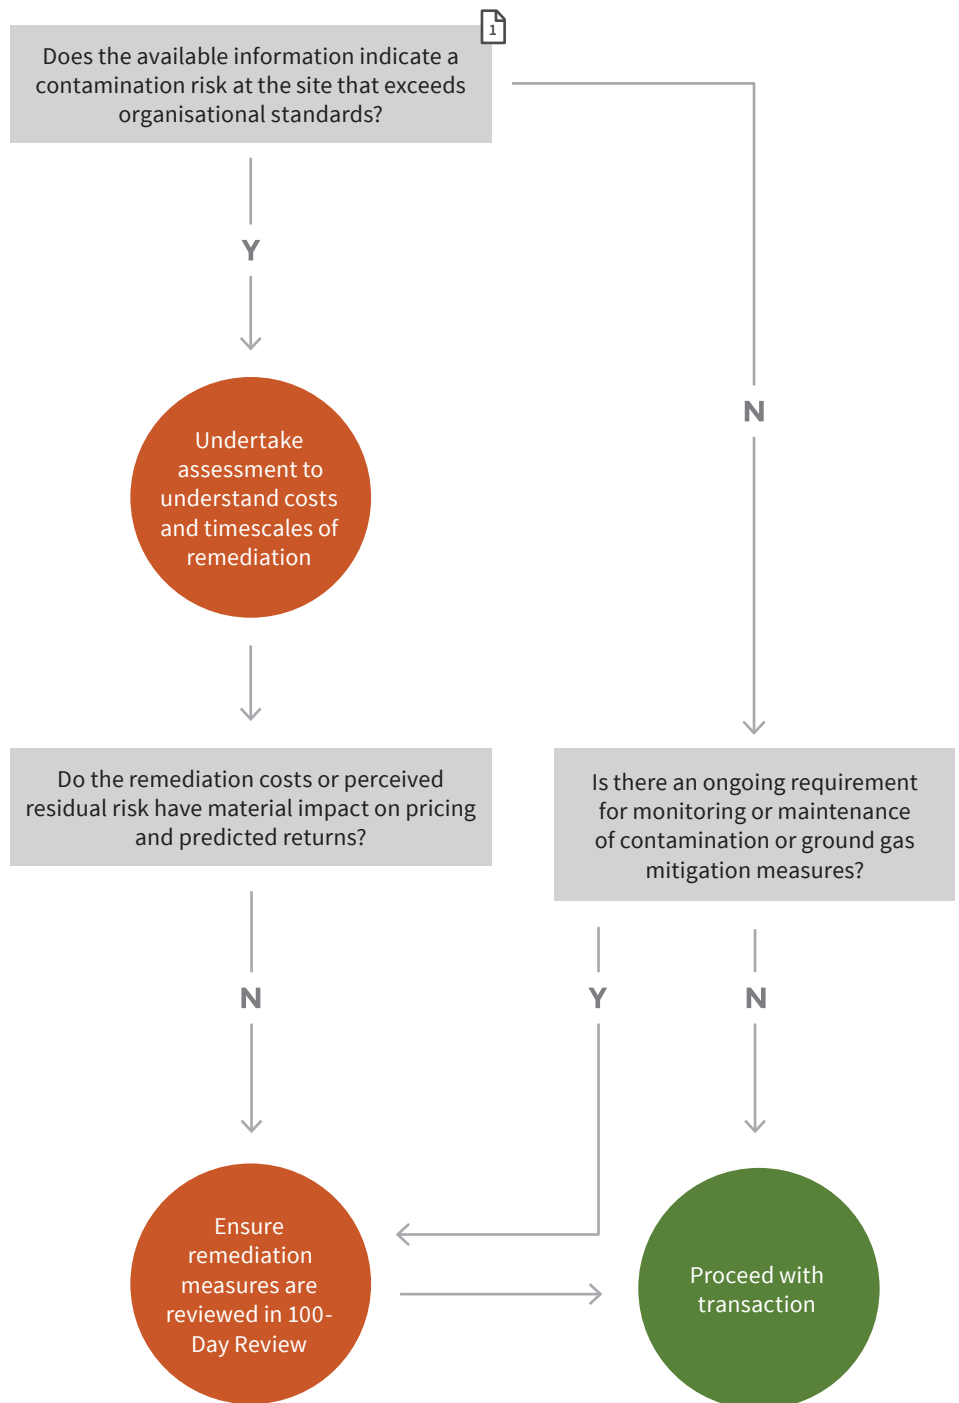 1
Does the available information indicate a
contamination risk at the site that exceeds
organisational standards?
Y
N
Undertake
assessment to
understand costs
and timescales of
remediation
Do the remediation costs or perceived
residual risk have material impact on pricing
and predicted returns?
Is there an ongoing requirement
for monitoring or maintenance
of contamination or ground gas
mitigation measures?
N
Y
N
Ensure
remediation
measures are
reviewed in 100-
Day Review
Proceed with
transaction